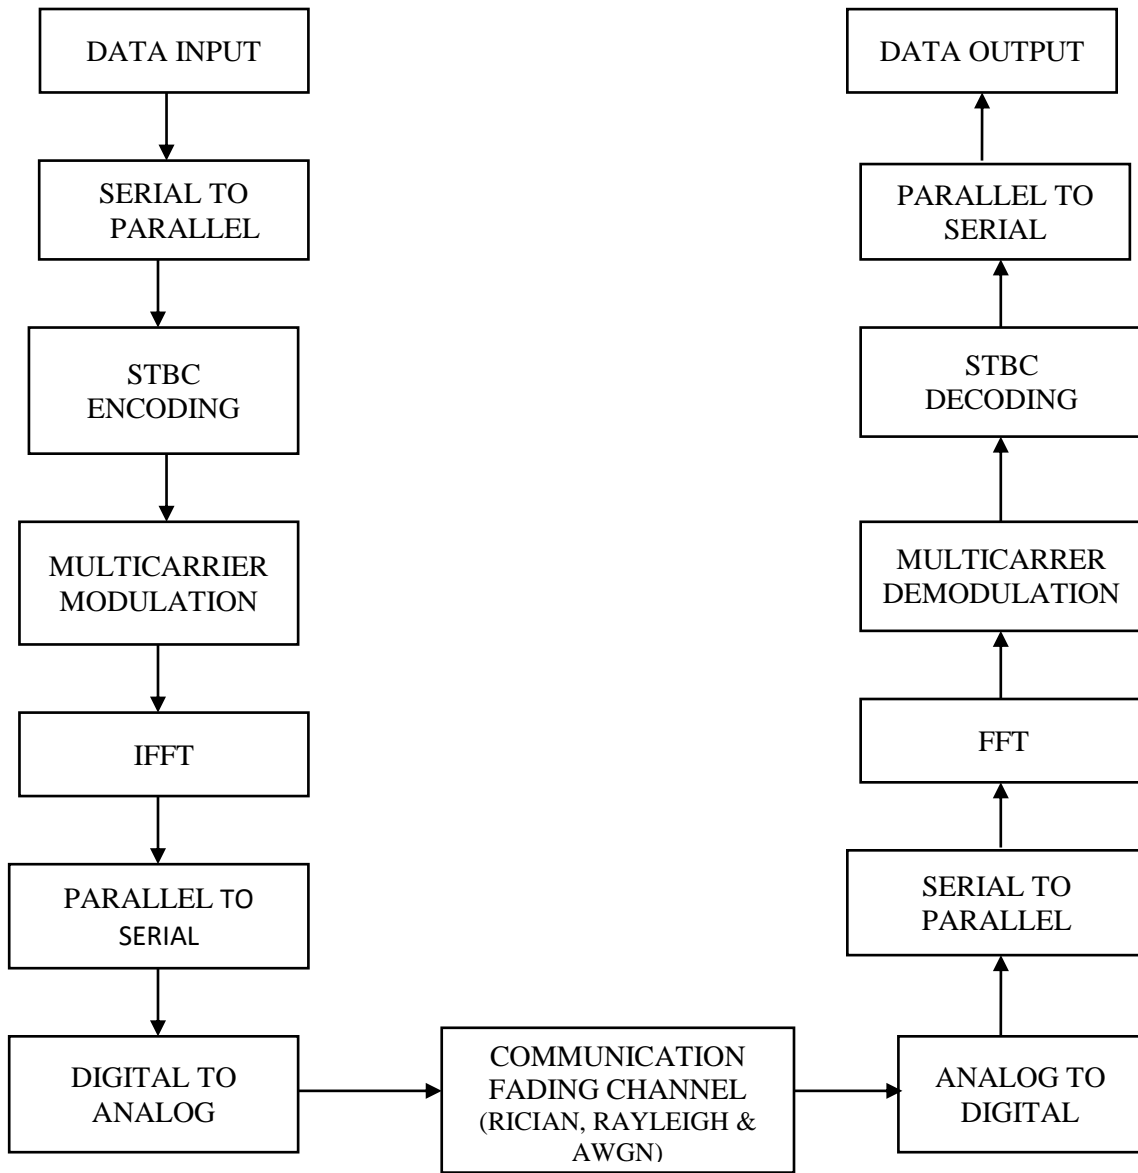 DATA INPUT
SERIAL TO
PARALLEL
STBC
ENCODING
MULTICARRIER
MODULATION
IFFT
PARALLEL TO
SERIAL
DIGITAL TO
ANALOG
COMMUNICATION
FADING CHANNEL
(RICIAN, RAYLEIGH &
AWGN)
ANALOG TO
DIGITAL
SERIAL TO
PARALLEL
FFT
MULTICARRER
DEMODULATION
STBC
DECODING
PARALLEL TO
SERIAL
DATA OUTPUT